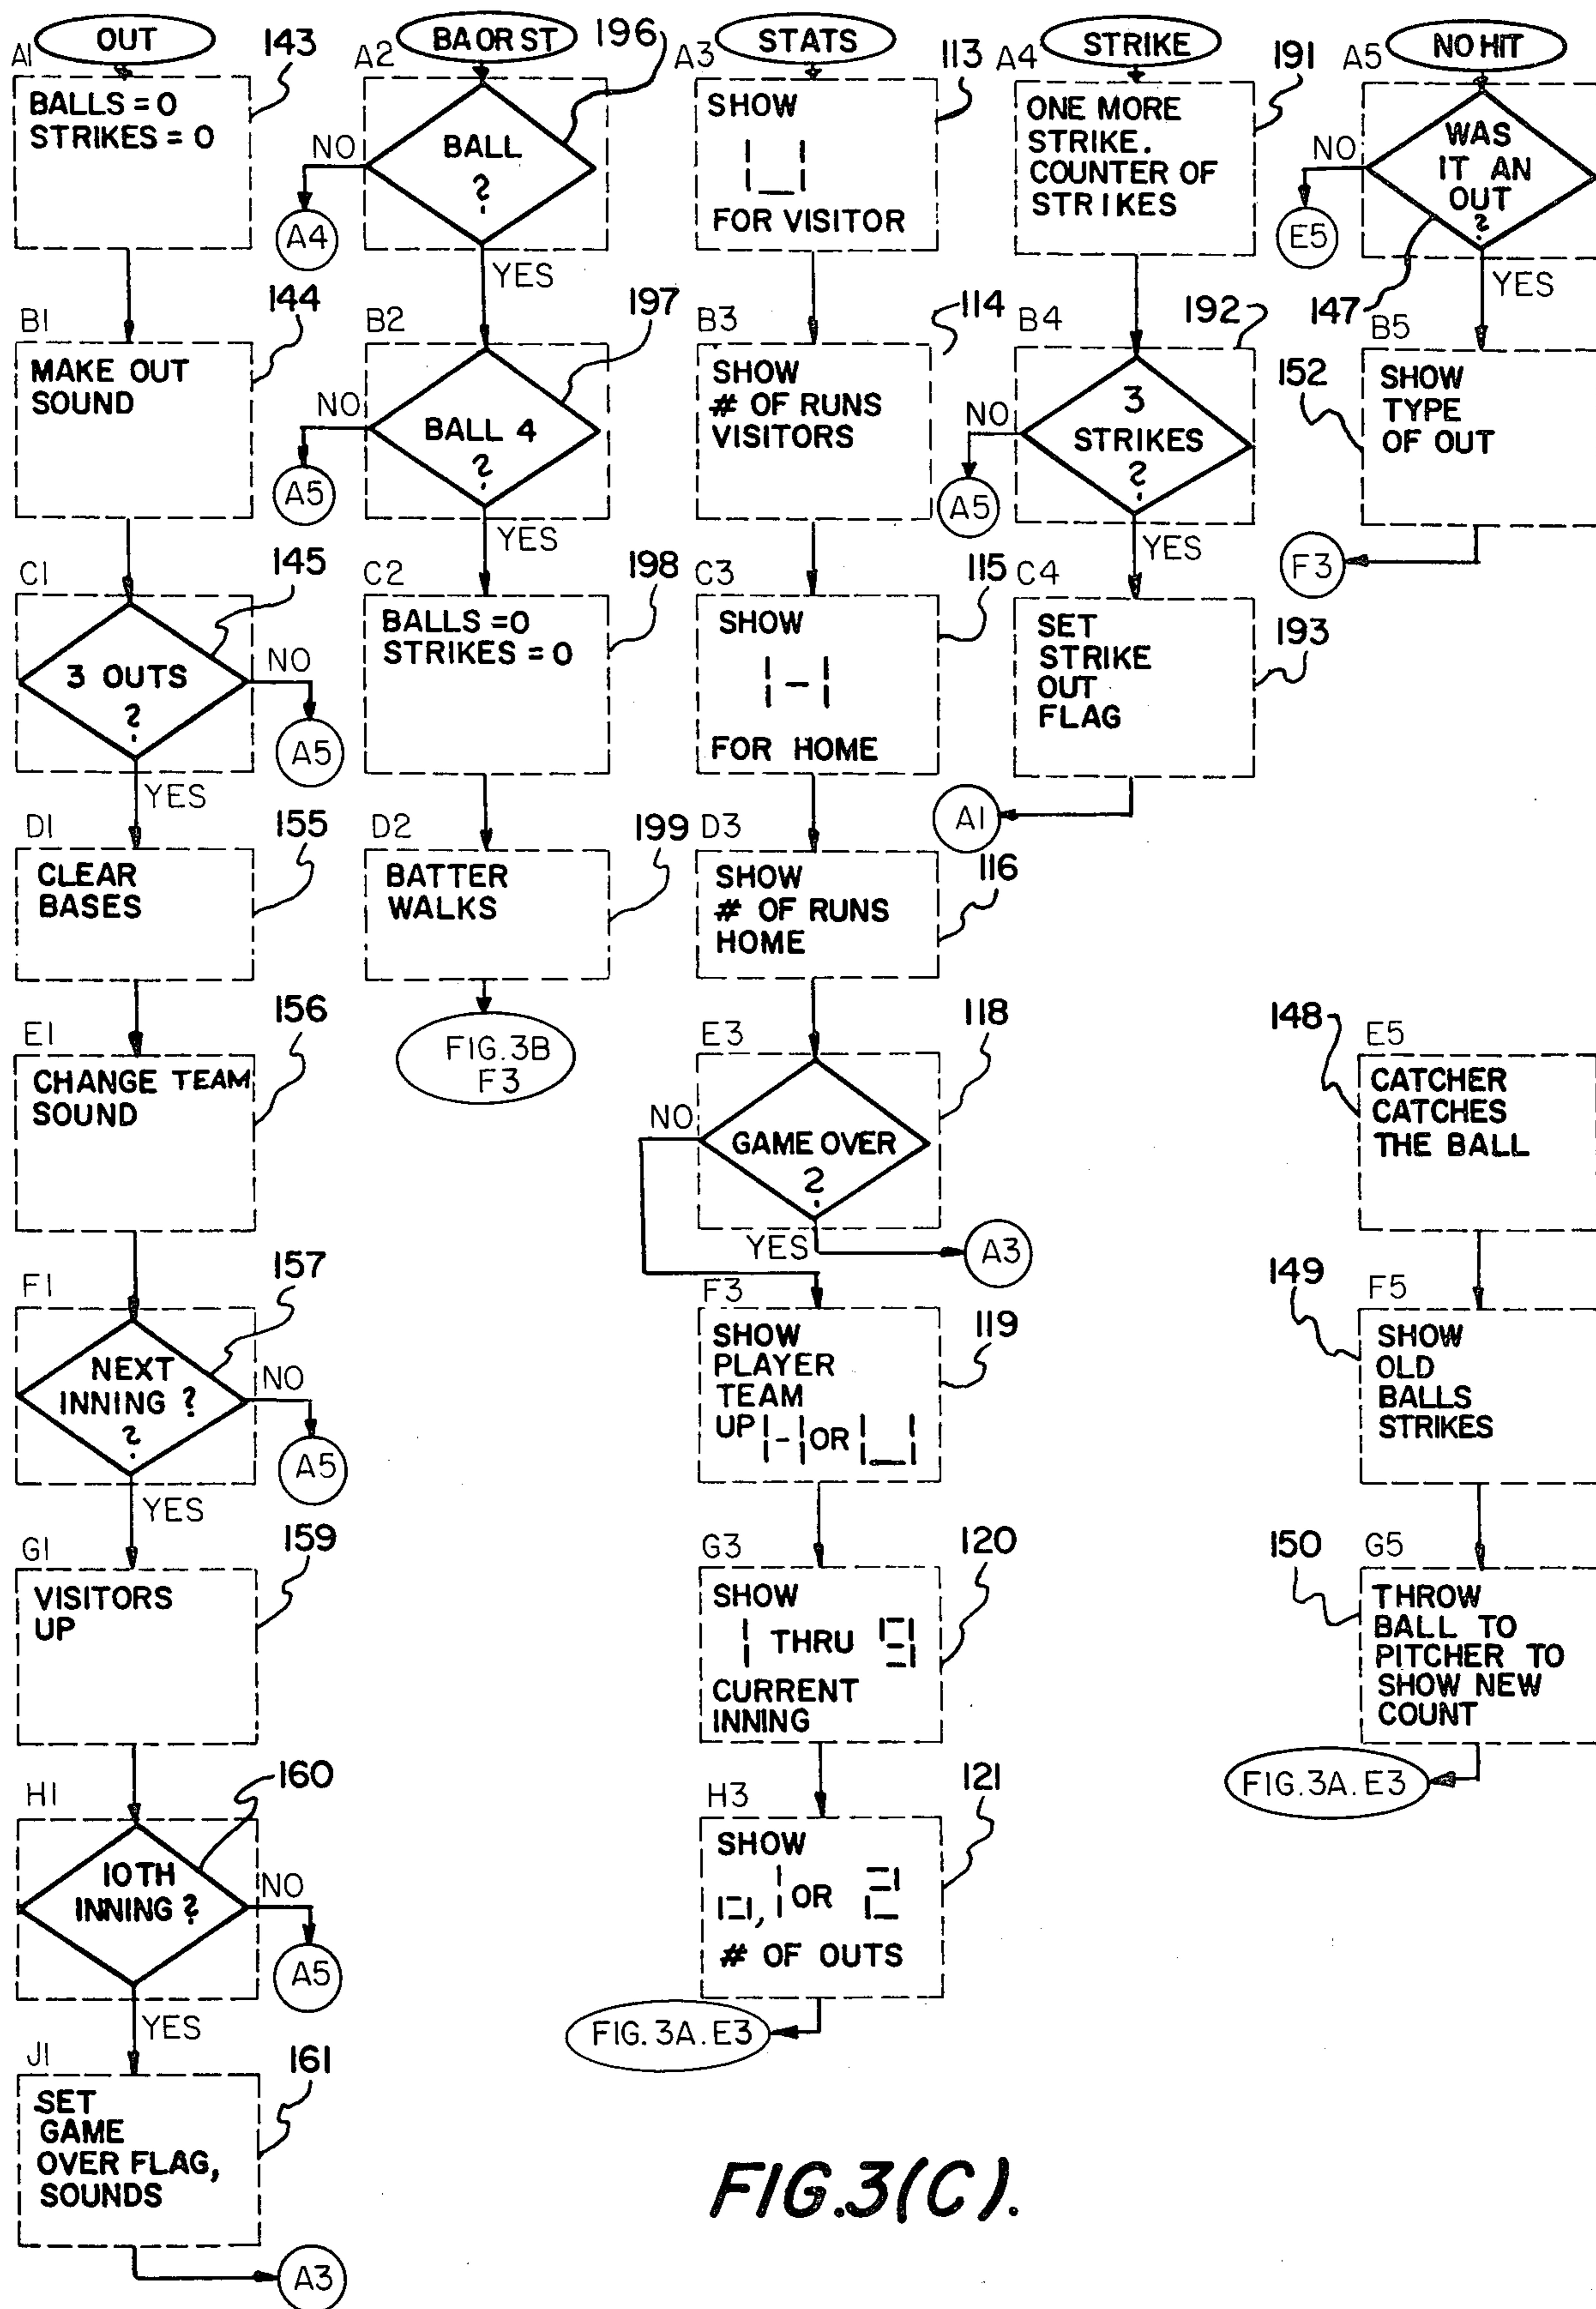 OUT
A1
143
BALLS = 0
STRIKES = 0
B1
144
MAKE OUT
SOUND
C1
145
3 OUTS
?
NO
A5
YES
D1
155
CLEAR
BASES
E1
156
CHANGE TEAM
SOUND
F1
157
NEXT
INNING ?
?
NO
A5
YES
G1
159
VISITORS
UP
H1
160
10TH
INNING ?
NO
A5
YES
J1
161
SET
GAME
OVER FLAG,
SOUNDS
A3
BA OR ST
A2
196
BALL
?
NO
A4
YES
B2
197
BALL 4
?
NO
A5
YES
C2
198
BALLS =0
STRIKES = 0
D2
199
BATTER
WALKS
FIG.3B
F3
STATS
A3
113
SHOW
|_|
FOR VISITOR
B3
114
SHOW
# OF RUNS
VISITORS
C3
115
SHOW
|-|
FOR HOME
D3
116
SHOW
# OF RUNS
HOME
E3
118
GAME OVER
?
NO
YES
A3
F3
119
SHOW
PLAYER
TEAM
UP |-| OR |_|
G3
120
SHOW
1 THRU 9
CURRENT
INNING
H3
121
SHOW
0, 1 OR 2
# OF OUTS
FIG. 3A. E3
STRIKE
A4
191
ONE MORE
STRIKE.
COUNTER OF
STRIKES
B4
192
3
STRIKES
?
NO
A5
YES
C4
193
SET
STRIKE
OUT
FLAG
A1
NO HIT
A5
WAS
IT AN
OUT
?
NO
E5
147
YES
B5
152
SHOW
TYPE
OF OUT
F3
148
E5
CATCHER
CATCHES
THE BALL
149
F5
SHOW
OLD
BALLS
STRIKES
150
G5
THROW
BALL TO
PITCHER TO
SHOW NEW
COUNT
FIG. 3A. E3
FIG.3(C).